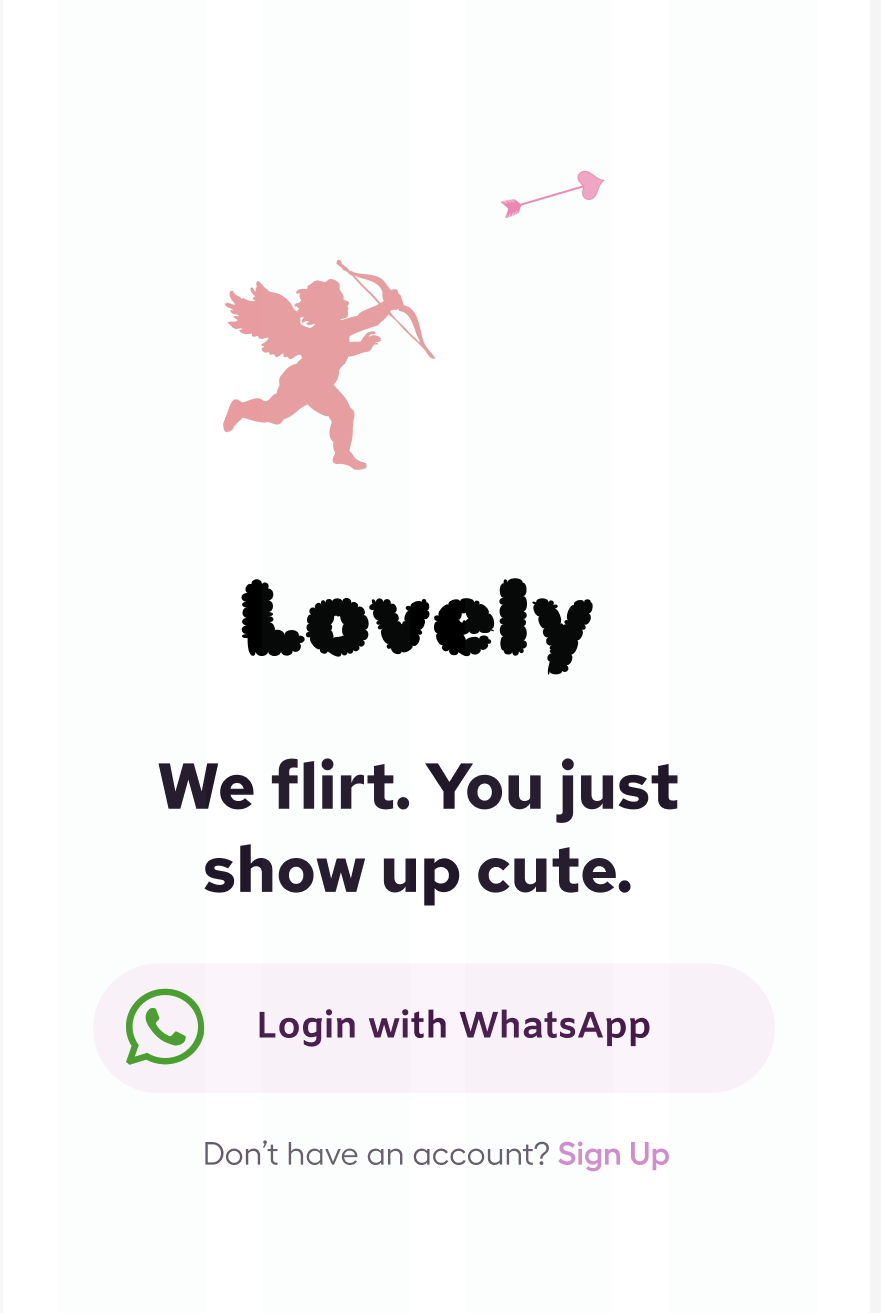 Lovely
We flirt. You just
show up cute.
Login with WhatsApp
Don’t have an account? Sign Up